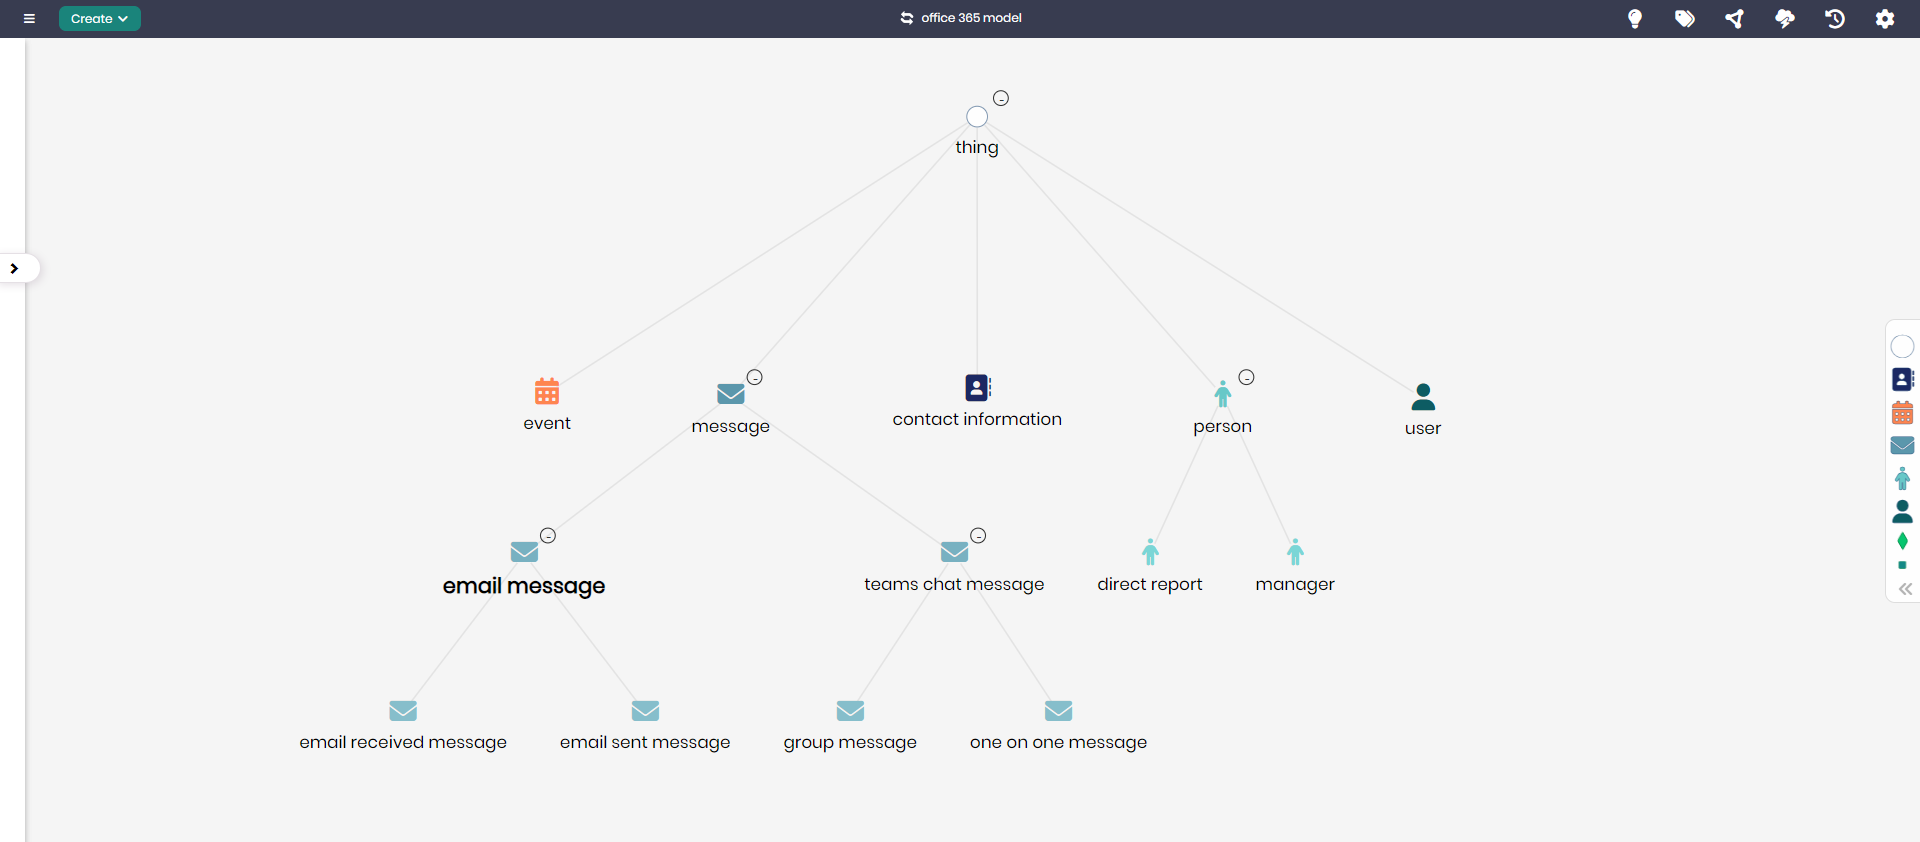 Create
office 365 model
thing
event
message
contact information
person
user
email message
teams chat message
direct report
manager
email received message
email sent message
group message
one on one message